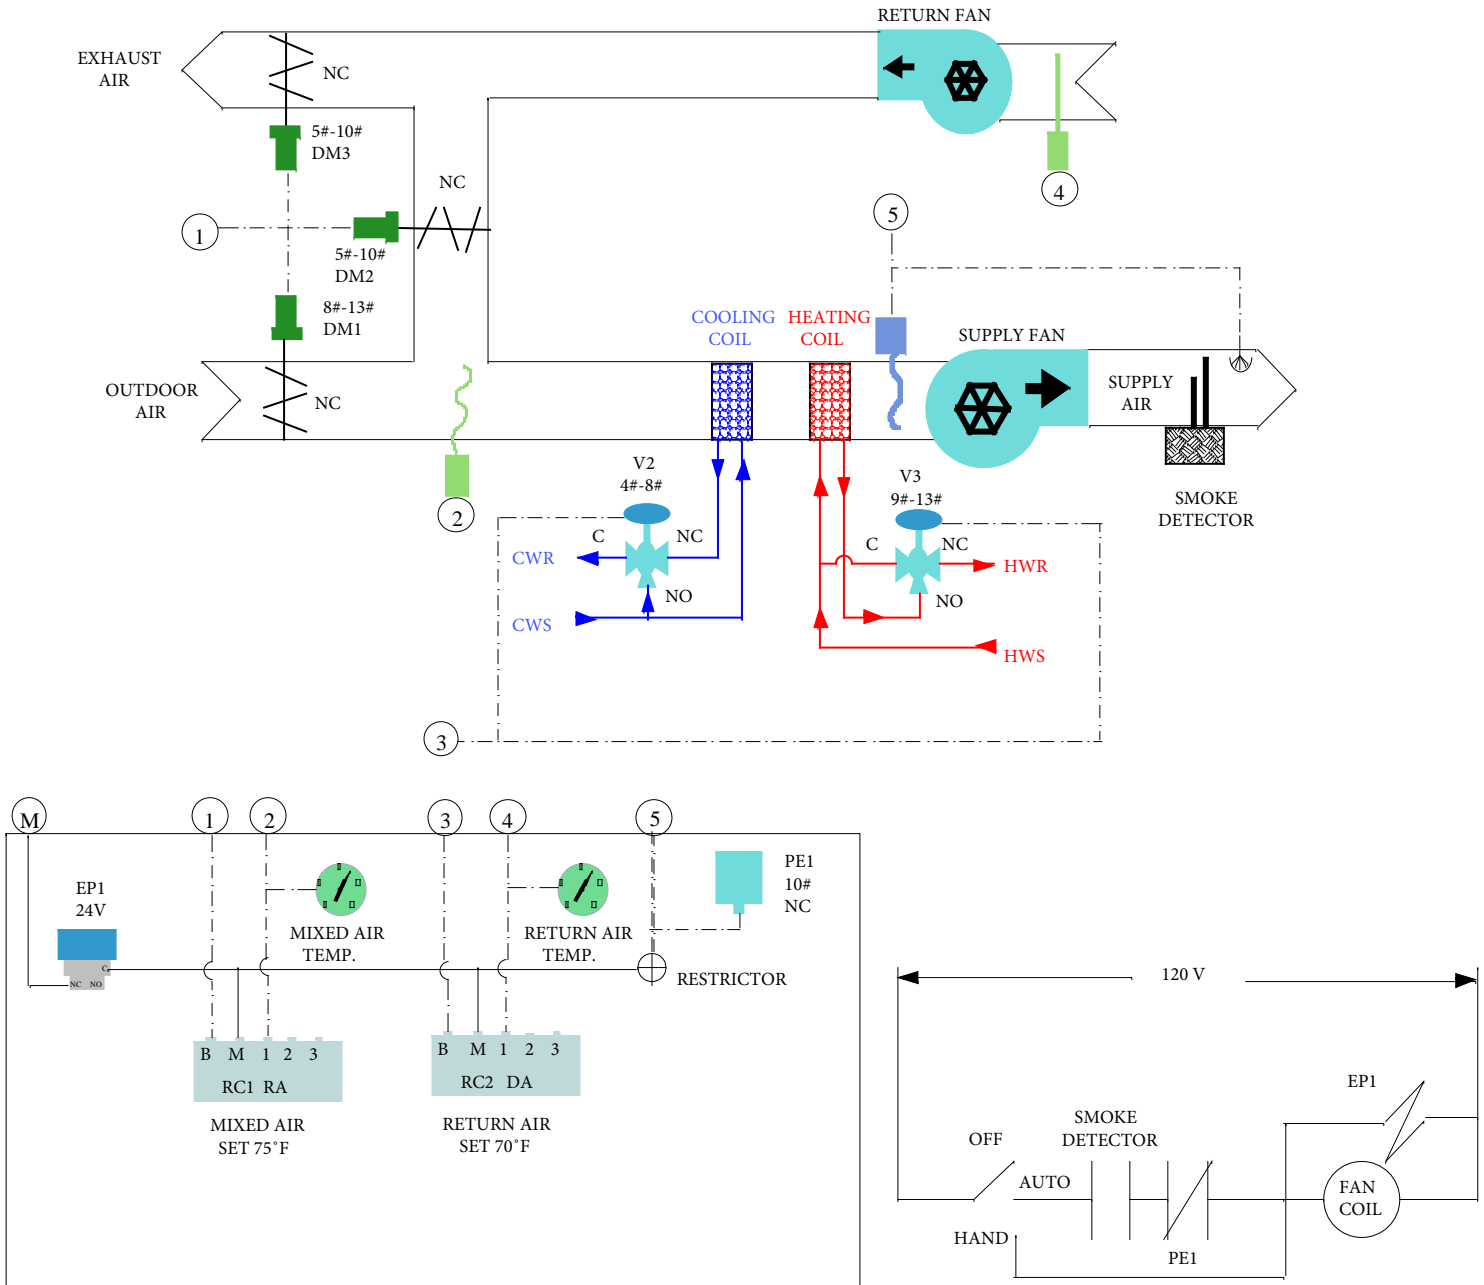 RETURN FAN
EXHAUST
AIR
NC
5#-10#
DM3
4
NC
1
5
5#-10#
DM2
8#-13#
DM1
COOLING
COIL
HEATING
COIL
SUPPLY FAN
OUTDOOR
AIR
NC
SUPPLY
AIR
V2
4#-8#
V3
9#-13#
SMOKE
DETECTOR
2
C
NC
C
NC
CWR
HWR
NO
NO
CWS
HWS
3
M
1
2
3
4
5
EP1
24V
PE1
10#
NC
MIXED AIR
TEMP.
RETURN AIR
TEMP.
C
NC NO
RESTRICTOR
120 V
B M 1 2 3
RC1 RA
B M 1 2 3
RC2 DA
MIXED AIR
SET 75˚F
RETURN AIR
SET 70˚F
EP1
SMOKE
DETECTOR
OFF
AUTO
FAN
COIL
HAND
PE1